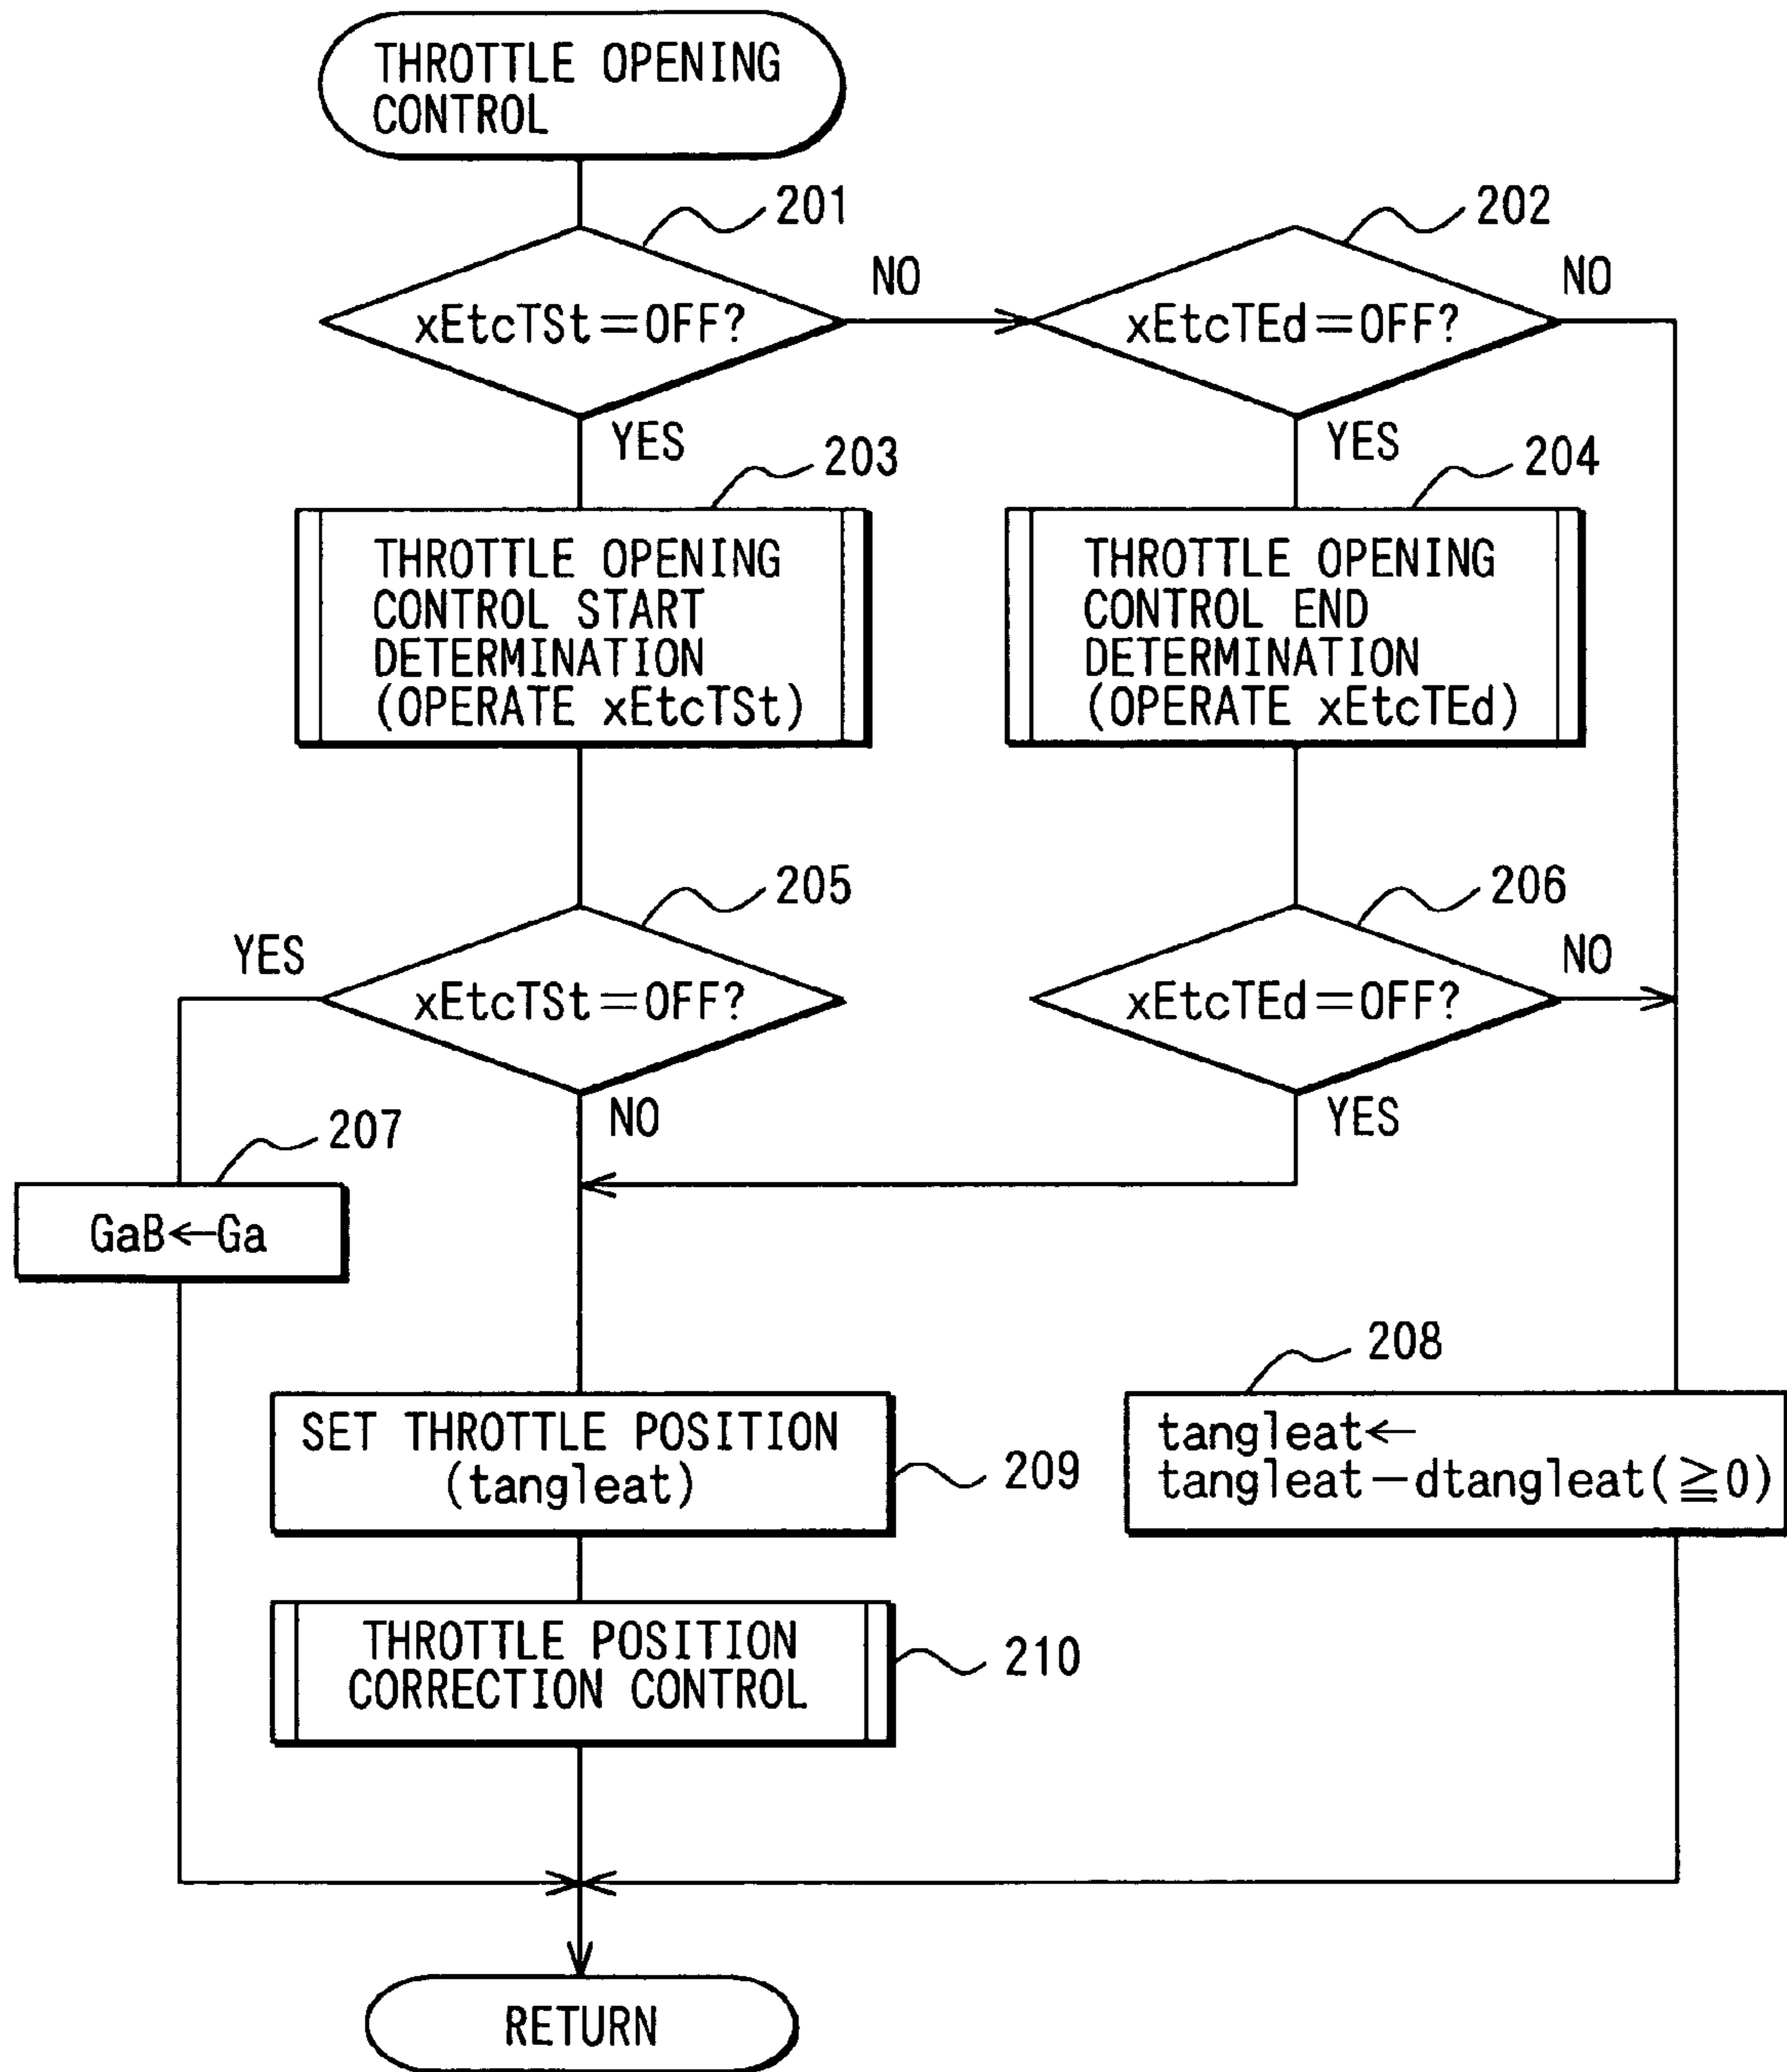 THROTTLE OPENING
CONTROL
201
202
xEtcTSt=OFF?
NO
xEtcTEd=OFF?
NO
YES
YES
203
204
THROTTLE OPENING
CONTROL START
DETERMINATION
(OPERATE xEtcTSt)
THROTTLE OPENING
CONTROL END
DETERMINATION
(OPERATE xEtcTEd)
205
206
YES
xEtcTSt=OFF?
xEtcTEd=OFF?
NO
NO
YES
207
GaB←Ga
208
SET THROTTLE POSITION
(tangleat)
209
tangleat←
tangleat−dtangleat(≧0)
THROTTLE POSITION
CORRECTION CONTROL
210
RETURN